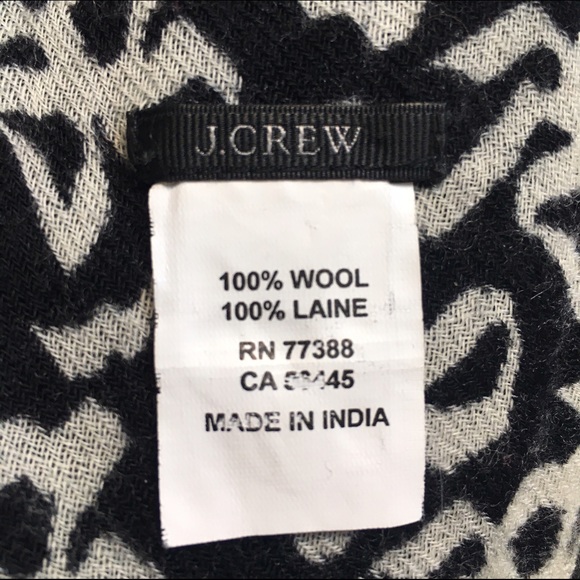 J.CREW
100% WOOL
100% LAINE
RN 77388
CA
MADE IN INDIA